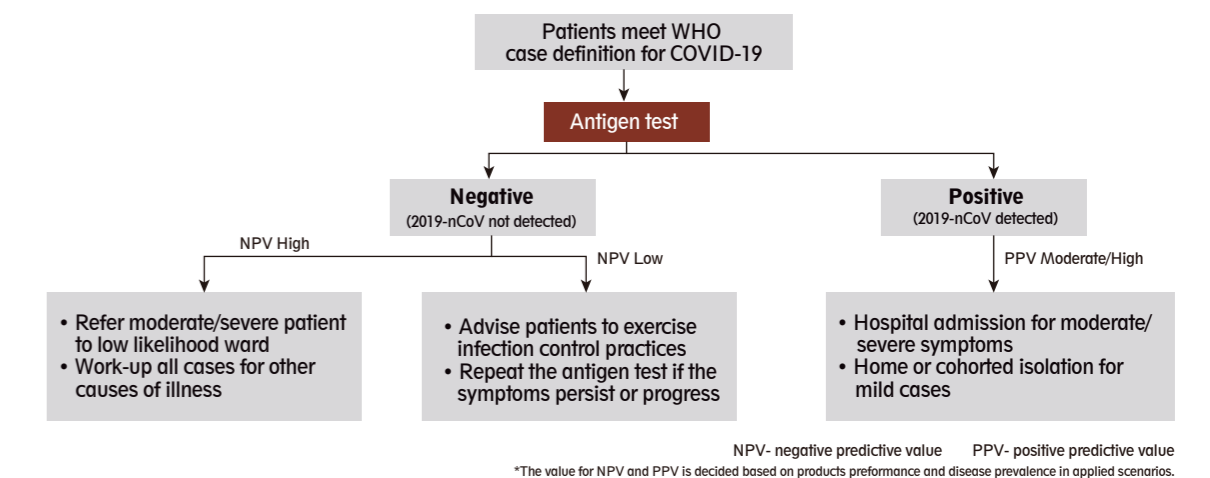 Patients meet WHO
case definition for COVID-19
Antigen test
Negative
(2019-nCoV not detected)
Positive
(2019-nCoV detected)
NPV High
NPV Low
PPV Moderate/High
• Refer moderate/severe patient
to low likelihood ward
• Work-up all cases for other
causes of illness
• Advise patients to exercise
infection control practices
• Repeat the antigen test if the
symptoms persist or progress
• Hospital admission for moderate/
severe symptoms
• Home or cohorted isolation for
mild cases
NPV- negative predictive value PPV- positive predictive value
*The value for NPV and PPV is decided based on products preformance and disease prevalence in applied scenarios.